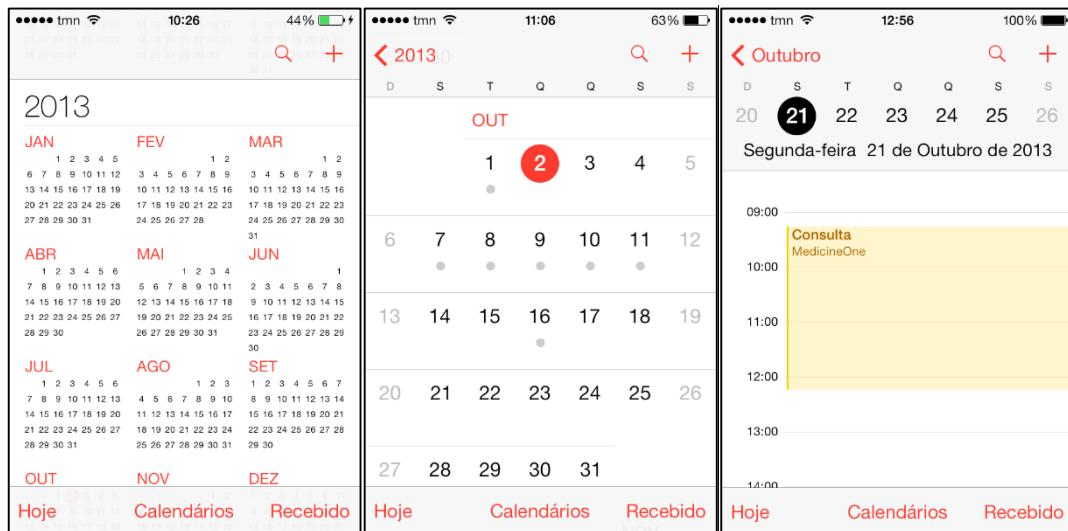 tmn 10:26 44%
2013
JAN FEV MAR
1 2 3 4 5 1 2 1 2
6 7 8 9 10 11 12 3 4 5 6 7 8 9 3 4 5 6 7 8 9
13 14 15 16 17 18 19 10 11 12 13 14 15 16 10 11 12 13 14 15 16
20 21 22 23 24 25 26 17 18 19 20 21 22 23 17 18 19 20 21 22 23
27 28 29 30 31 24 25 26 27 28 24 25 26 27 28 29 30
31
ABR MAI JUN
1 2 3 4 5 6 1 2 3 4 1
7 8 9 10 11 12 13 5 6 7 8 9 10 11 2 3 4 5 6 7 8
14 15 16 17 18 19 20 12 13 14 15 16 17 18 9 10 11 12 13 14 15
21 22 23 24 25 26 27 19 20 21 22 23 24 25 16 17 18 19 20 21 22
28 29 30 26 27 28 29 30 31 23 24 25 26 27 28 29
30
JUL AGO SET
1 2 3 4 5 6 1 2 3 1 2 3 4 5 6 7
7 8 9 10 11 12 13 4 5 6 7 8 9 10 8 9 10 11 12 13 14
14 15 16 17 18 19 20 11 12 13 14 15 16 17 15 16 17 18 19 20 21
21 22 23 24 25 26 27 18 19 20 21 22 23 24 22 23 24 25 26 27 28
28 29 30 31 25 26 27 28 29 30 31 29 30
OUT NOV DEZ
Hoje Calendários Recebido
tmn 11:06 63%
2013
D S T Q Q S S
OUT
1 2 3 4 5
6 7 8 9 10 11 12
13 14 15 16 17 18 19
20 21 22 23 24 25 26
27 28 29 30 31
Hoje Calendários Recebido
tmn 12:56 100%
Outubro
D S T Q Q S S
20 21 22 23 24 25 26
Segunda-feira 21 de Outubro de 2013
09:00
Consulta
MedicineOne
10:00
11:00
12:00
13:00
14:00
Hoje Calendários Recebido